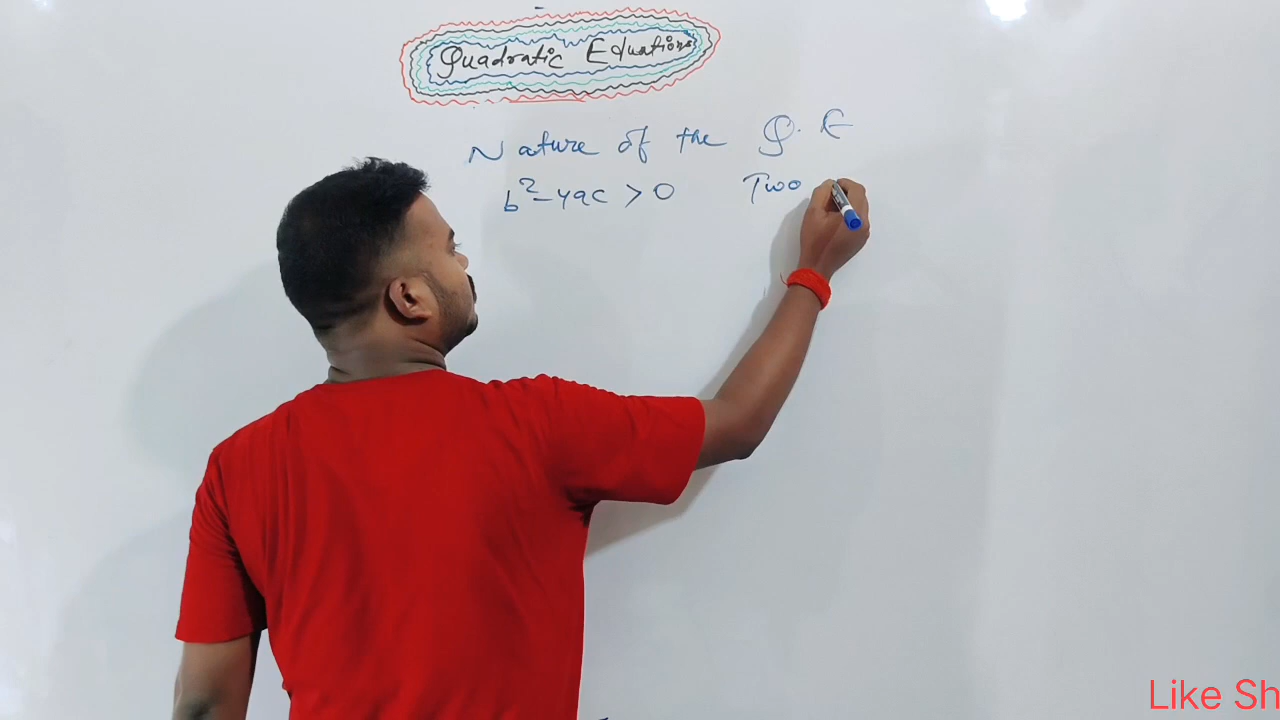 Quadratic Equations
Nature of the Q. E
b²-4ac > 0 Two
Like Sh